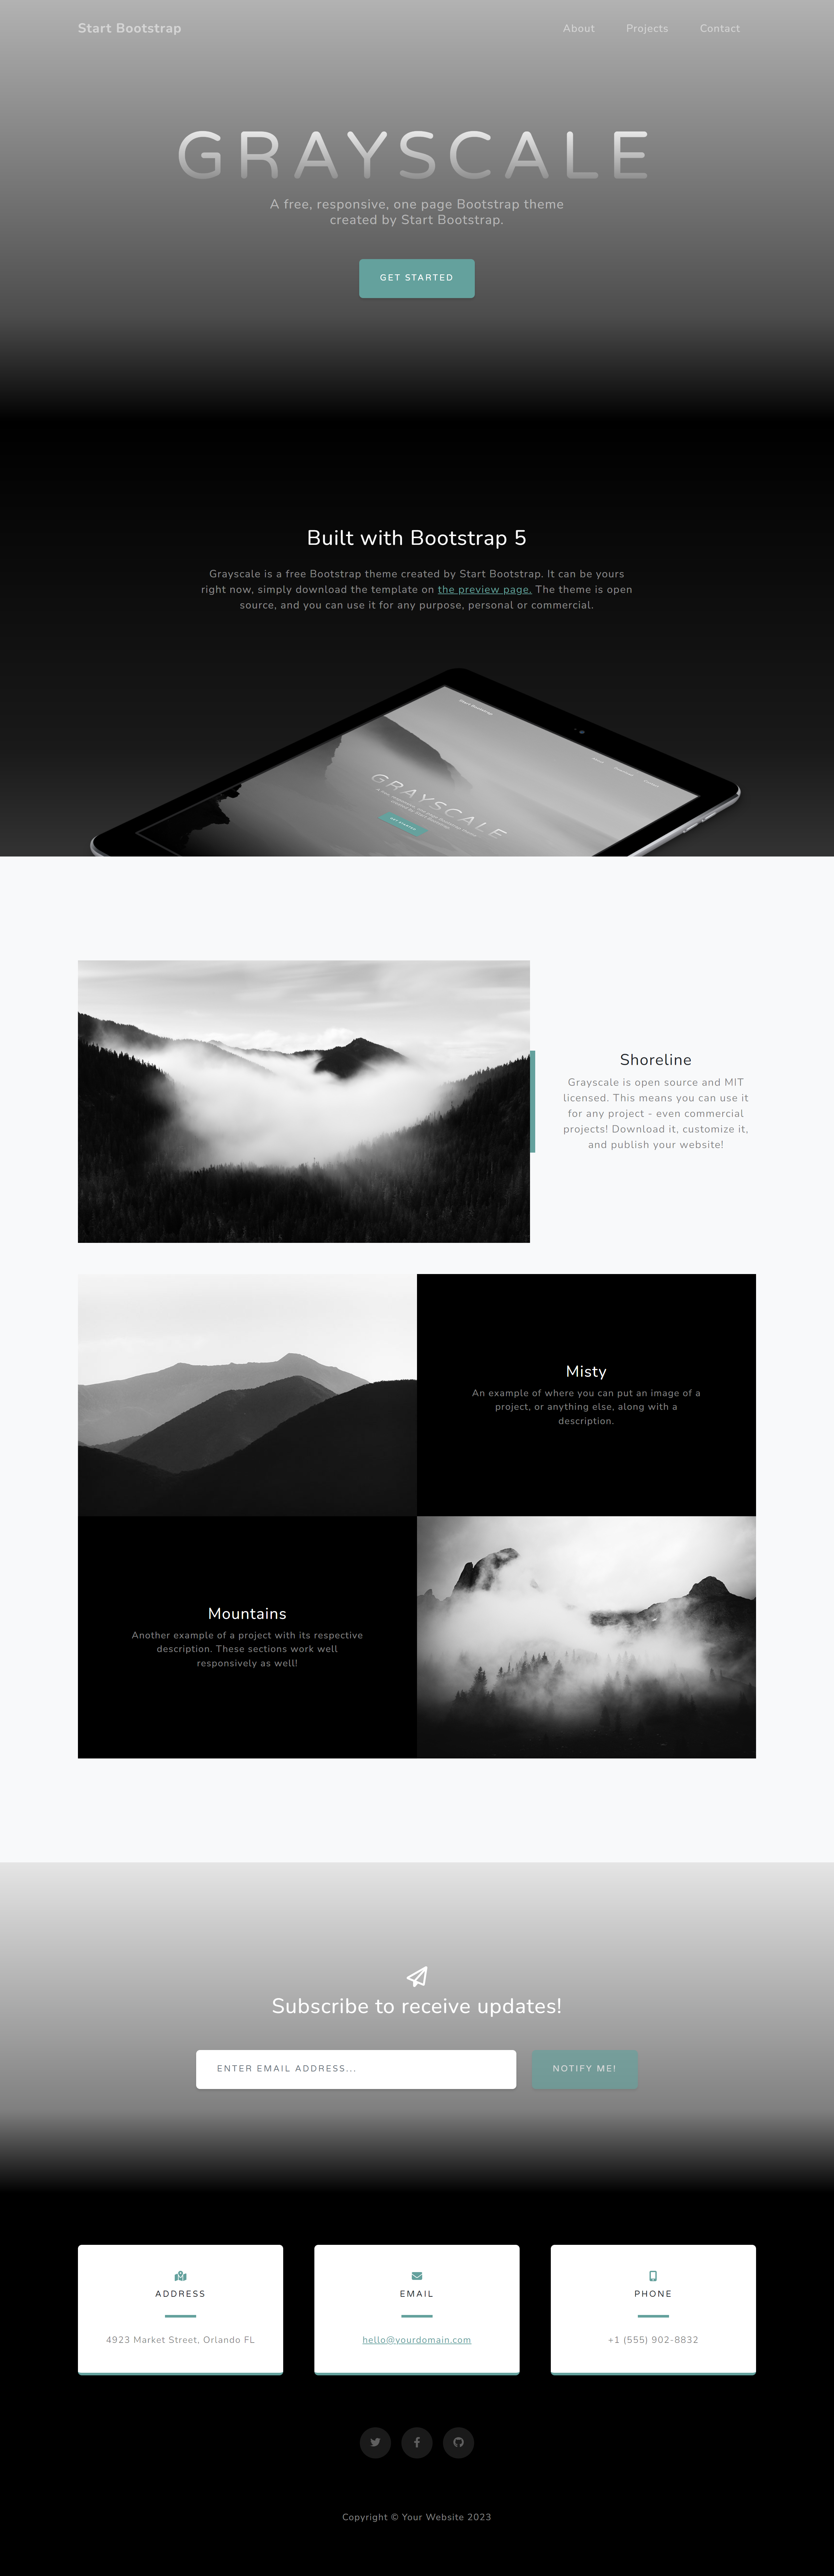 Start Bootstrap
About Projects Contact
GRAYSCALE
A free, responsive, one page Bootstrap theme
created by Start Bootstrap.
GET STARTED
Built with Bootstrap 5
Grayscale is a free Bootstrap theme created by Start Bootstrap. It can be yours
right now, simply download the template on the preview page. The theme is open
source, and you can use it for any purpose, personal or commercial.
Start Bootstrap
GRAYSCALE
Shoreline
Grayscale is open source and MIT
licensed. This means you can use it
for any project - even commercial
projects! Download it, customize it,
and publish your website!
Misty
An example of where you can put an image of a
project, or anything else, along with a
description.
Mountains
Another example of a project with its respective
description. These sections work well
responsively as well!
Subscribe to receive updates!
ENTER EMAIL ADDRESS...
NOTIFY ME!
ADDRESS
4923 Market Street, Orlando FL
EMAIL
hello@yourdomain.com
PHONE
+1 (555) 902-8832
Copyright © Your Website 2023